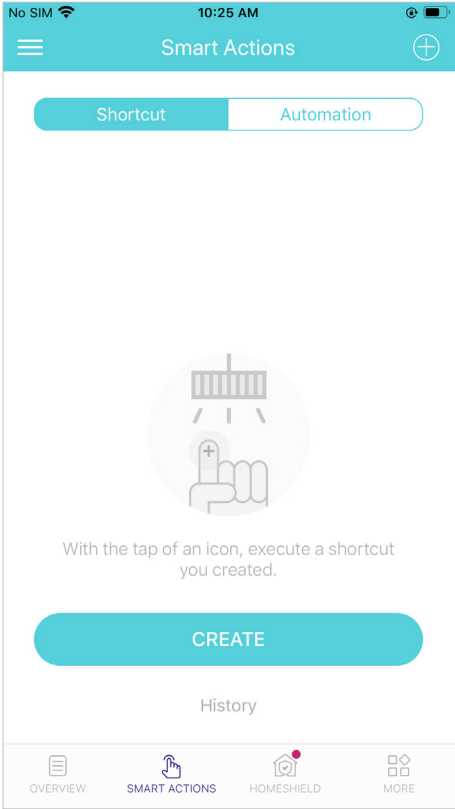 No SIM 10:25 AM
Smart Actions
Shortcut Automation
With the tap of an icon, execute a shortcut
you created.
CREATE
History
OVERVIEW SMART ACTIONS HOMESHIELD MORE